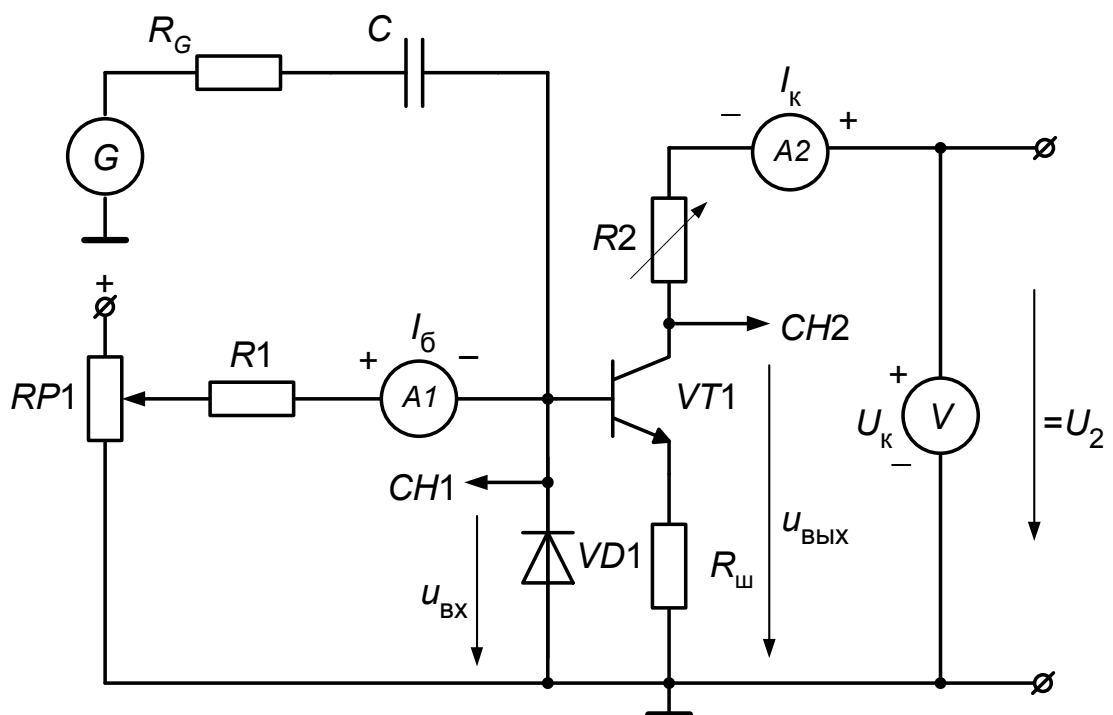 R_G
C
G
I_к
− A2 +
R2
CH2
+
R1
I_б
+ A1 −
RP1
VT1
+
U_к V
−
=U_2
CH1
u_вых
VD1
R_ш
u_вх